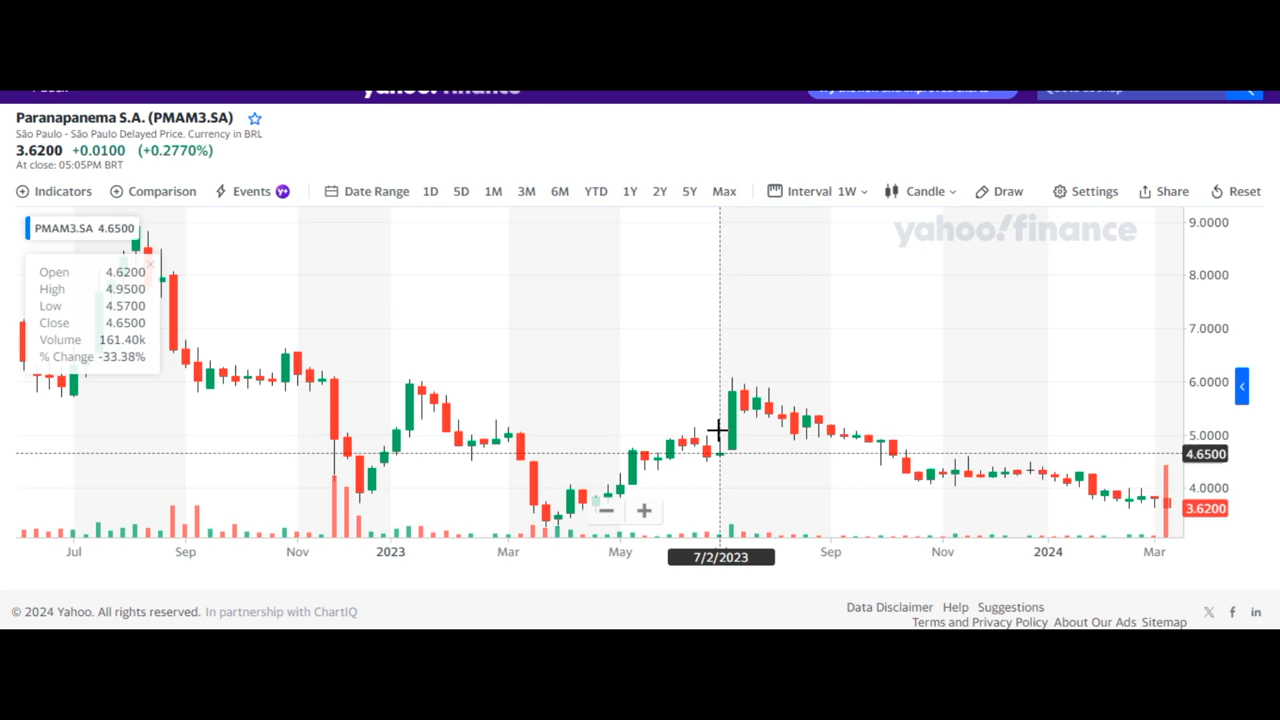 Paranapanema S.A. (PMAM3.SA)
São Paulo - São Paulo Delayed Price. Currency in BRL
3.6200 +0.0100 (+0.2770%)
At close: 05:05PM BRT
Indicators Comparison Events Y+ Date Range 1D 5D 1M 3M 6M YTD 1Y 2Y 5Y Max Interval 1W Candle Draw Settings Share Reset
yahoo!finance
PMAM3.SA 4.6500
Open 4.6200
High 4.9500
Low 4.5700
Close 4.6500
Volume 161.40k
% Change -33.38%
9.0000
8.0000
7.0000
6.0000
5.0000
4.6500
4.0000
3.6200
Jul Sep Nov 2023 Mar May 7/2/2023 Sep Nov 2024 Mar
© 2024 Yahoo. All rights reserved. In partnership with ChartIQ
Data Disclaimer Help Suggestions
Terms and Privacy Policy About Our Ads Sitemap